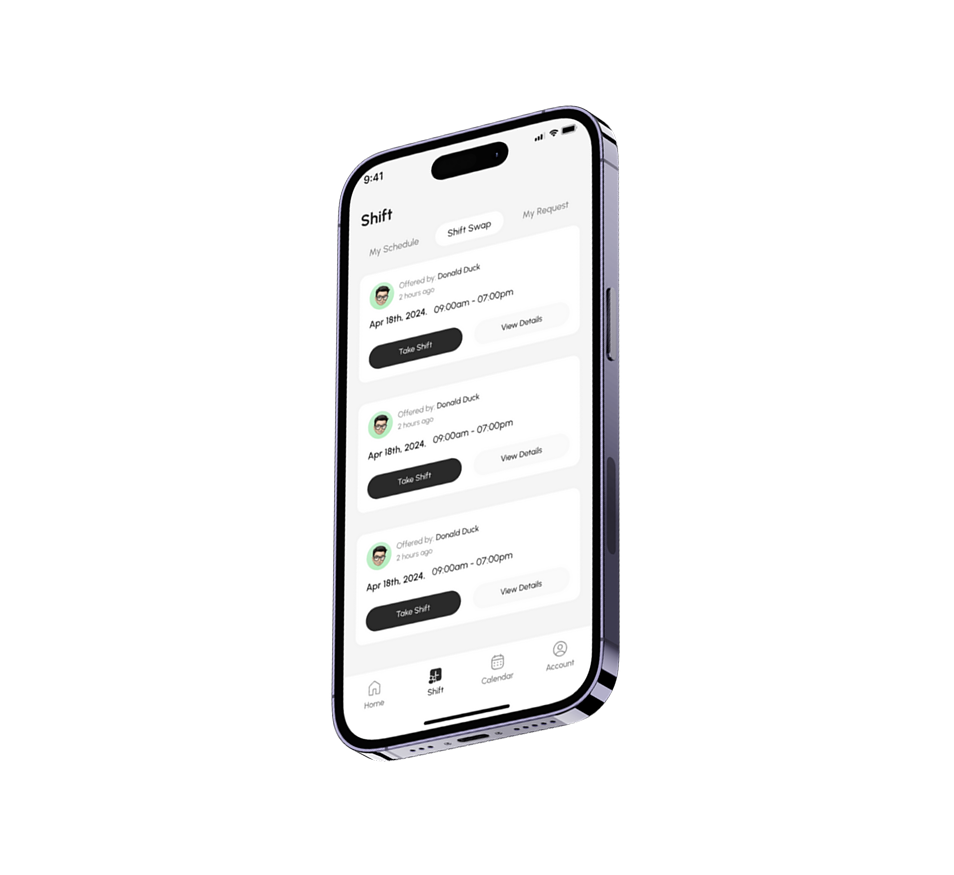 9:41
Shift
My Schedule Shift Swap My Request
Offered by: Donald Duck
2 hours ago
Apr 18th, 2024. 09:00am - 07:00pm
Take Shift View Details
Offered by: Donald Duck
2 hours ago
Apr 18th, 2024. 09:00am - 07:00pm
Take Shift View Details
Offered by: Donald Duck
2 hours ago
Apr 18th, 2024. 09:00am - 07:00pm
Take Shift View Details
Home Shift Calendar Account